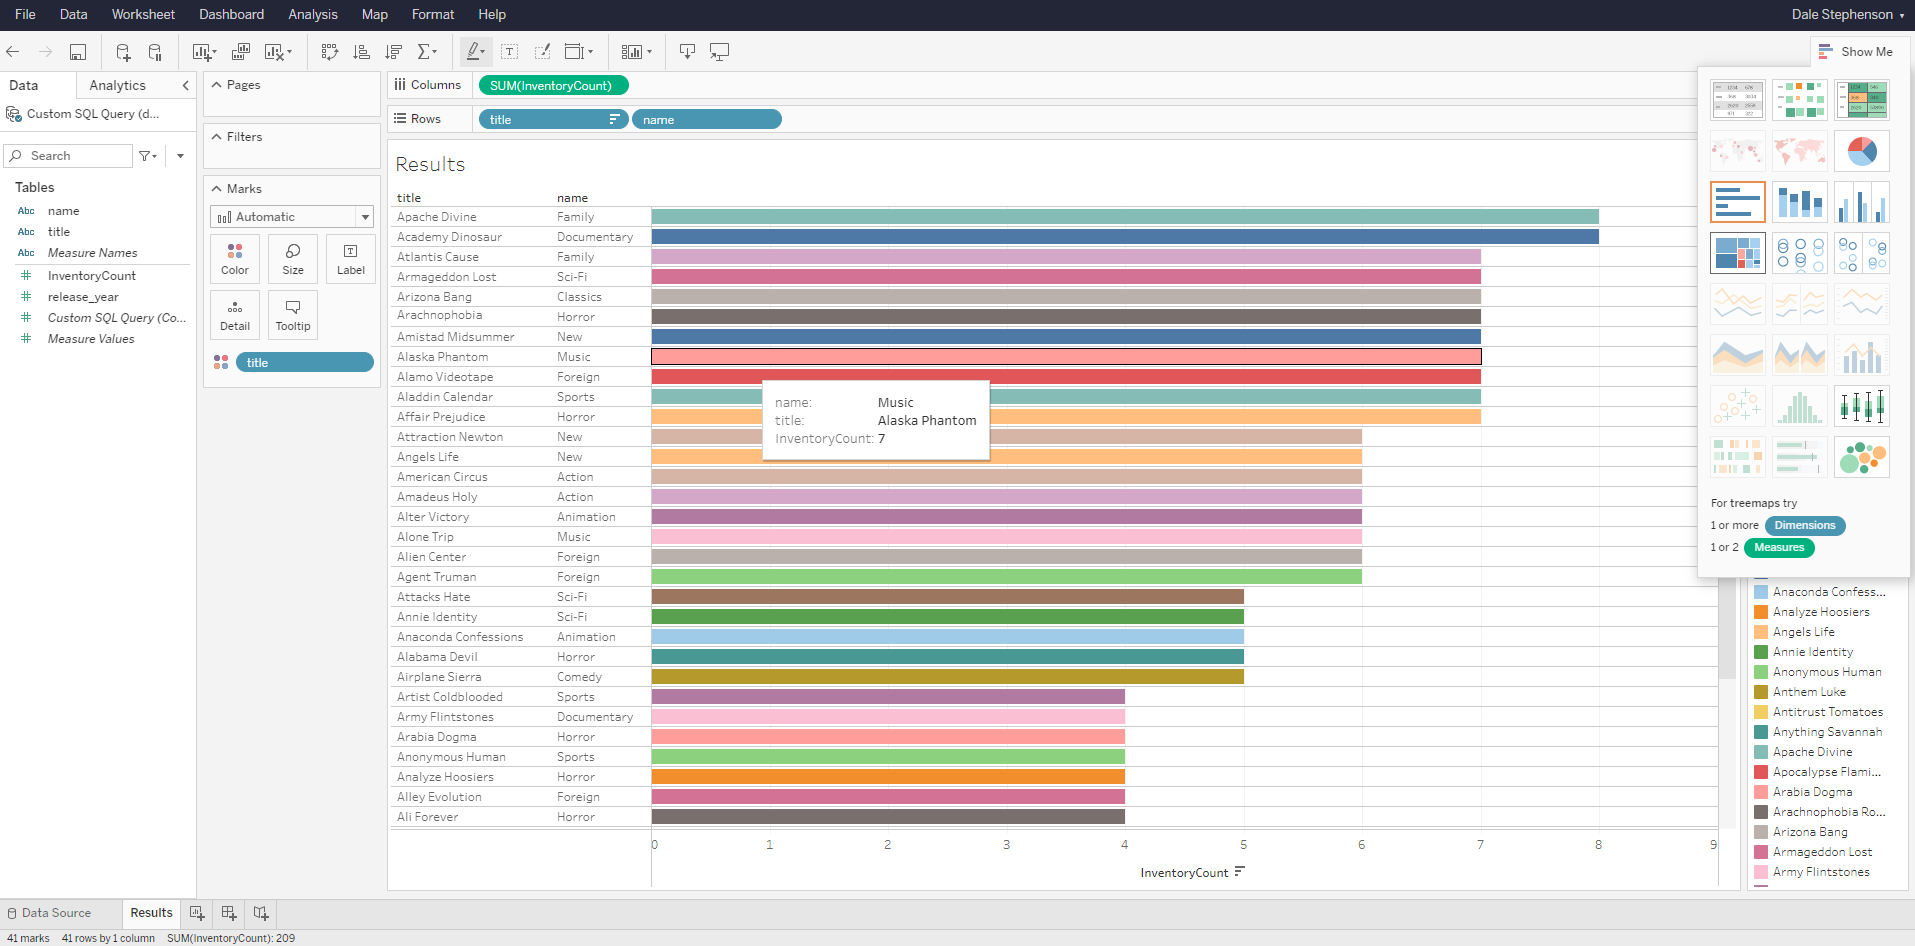 File Data Worksheet Dashboard Analysis Map Format Help Dale Stephenson
Show Me
Data Analytics
Custom SQL Query (d...
Search
Tables
Abc name
Abc title
Abc Measure Names
InventoryCount
release_year
Custom SQL Query (Co...
Measure Values
Pages
Filters
Marks
Automatic
Color Size Label
Detail Tooltip
title
Columns SUM(InventoryCount)
Rows title name
Results
title name
Apache Divine Family
Academy Dinosaur Documentary
Atlantis Cause Family
Armageddon Lost Sci-Fi
Arizona Bang Classics
Arachnophobia Horror
Amistad Midsummer New
Alaska Phantom Music
Alamo Videotape Foreign
Aladdin Calendar Sports
Affair Prejudice Horror
Attraction Newton New
Angels Life New
American Circus Action
Amadeus Holy Action
Alter Victory Animation
Alone Trip Music
Alien Center Foreign
Agent Truman Foreign
Attacks Hate Sci-Fi
Annie Identity Sci-Fi
Anaconda Confessions Animation
Alabama Devil Horror
Airplane Sierra Comedy
Artist Coldblooded Sports
Army Flintstones Documentary
Arabia Dogma Horror
Anonymous Human Sports
Analyze Hoosiers Horror
Alley Evolution Foreign
Ali Forever Horror
0 1 2 3 4 5 6 7 8 9
InventoryCount
name: Music
title: Alaska Phantom
InventoryCount: 7
For treemaps try
1 or more Dimensions
1 or 2 Measures
Anaconda Confess...
Analyze Hoosiers
Angels Life
Annie Identity
Anonymous Human
Anthem Luke
Antitrust Tomatoes
Anything Savannah
Apache Divine
Apocalypse Flami...
Arabia Dogma
Arachnophobia Ro...
Arizona Bang
Armageddon Lost
Army Flintstones
Data Source Results
41 marks 41 rows by 1 column SUM(InventoryCount): 209